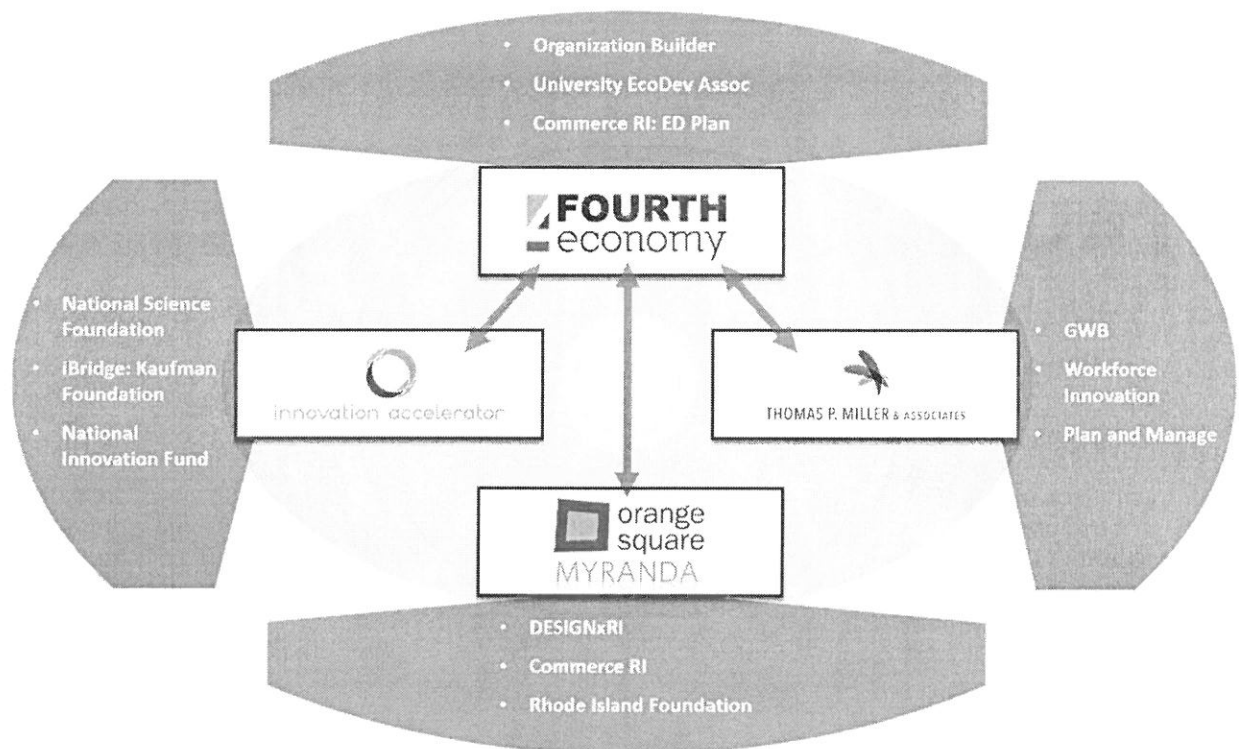 • Organization Builder
• University EcoDev Assoc
• Commerce RI: ED Plan
4 FOURTH
economy
• National Science
Foundation
• iBridge: Kaufman
Foundation
• National
Innovation Fund
innovation accelerator
THOMAS P. MILLER & ASSOCIATES
• GWB
• Workforce
Innovation
• Plan and Manage
orange
square
MYRANDA
• DESIGNxRI
• Commerce RI
• Rhode Island Foundation